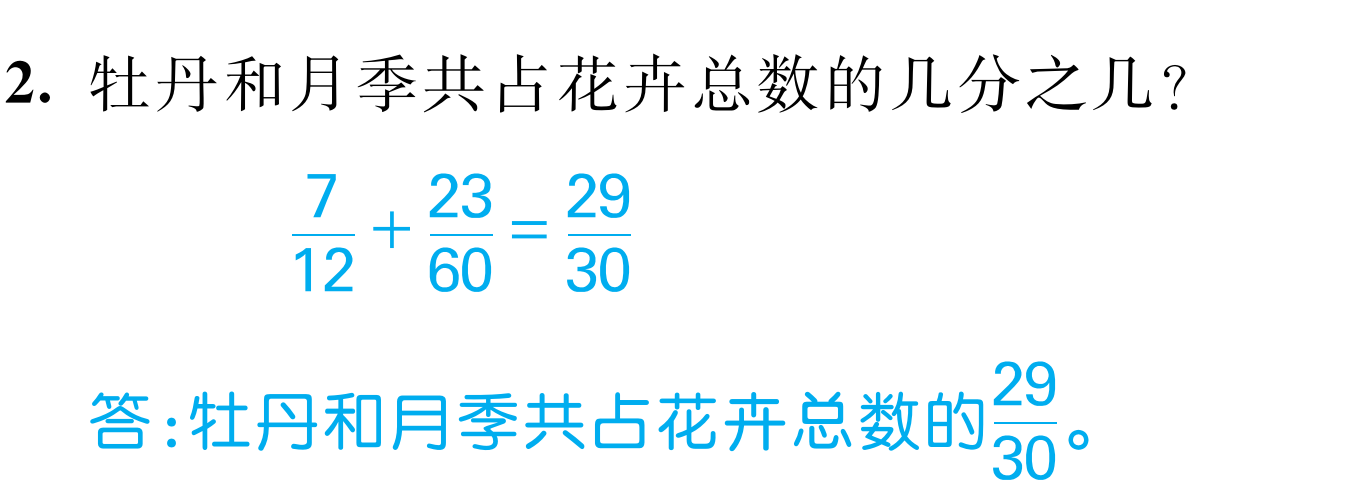 2. 牡丹和月季共占花卉总数的几分之几?
7/12 + 23/60 = 29/30
答:牡丹和月季共占花卉总数的29/30。